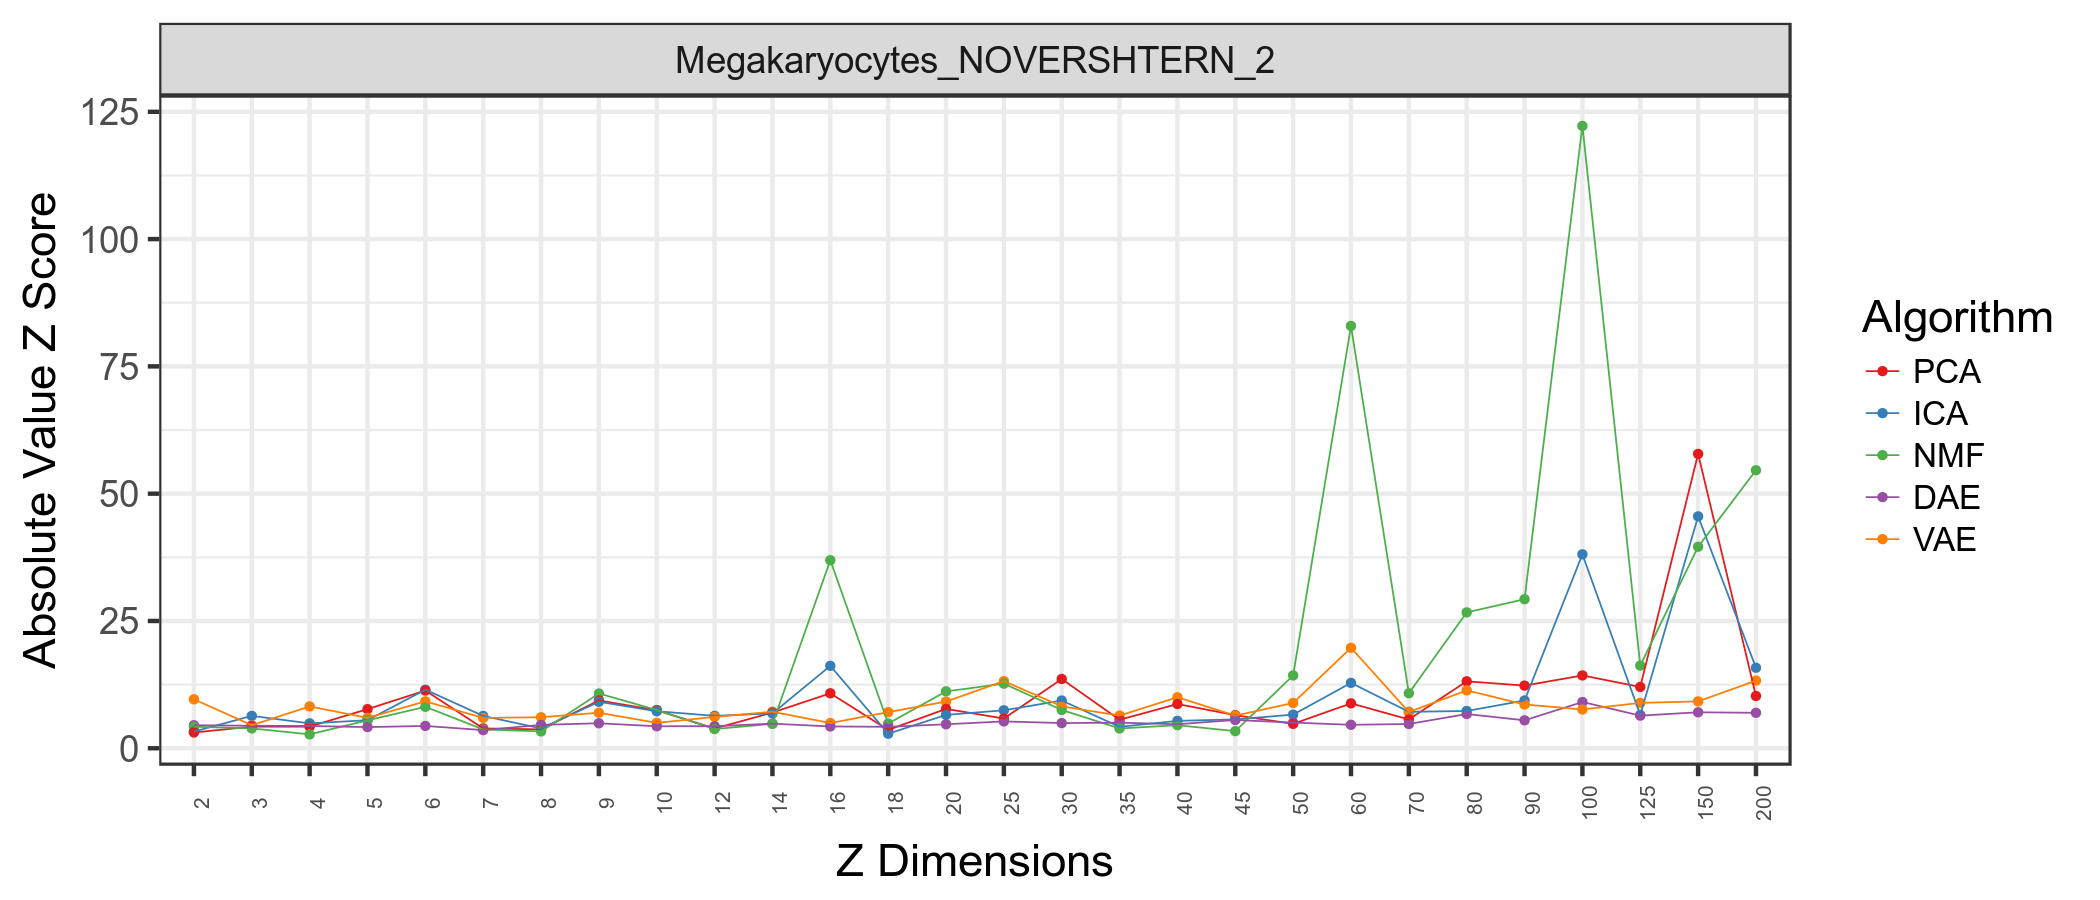 Megakaryocytes_NOVERSHTERN_2
125
100
75
50
25
0
Absolute Value Z Score
2 3 4 5 6 7 8 9 10 12 14 16 18 20 25 30 35 40 45 50 60 70 80 90 100 125 150 200
Z Dimensions
Algorithm
PCA
ICA
NMF
DAE
VAE